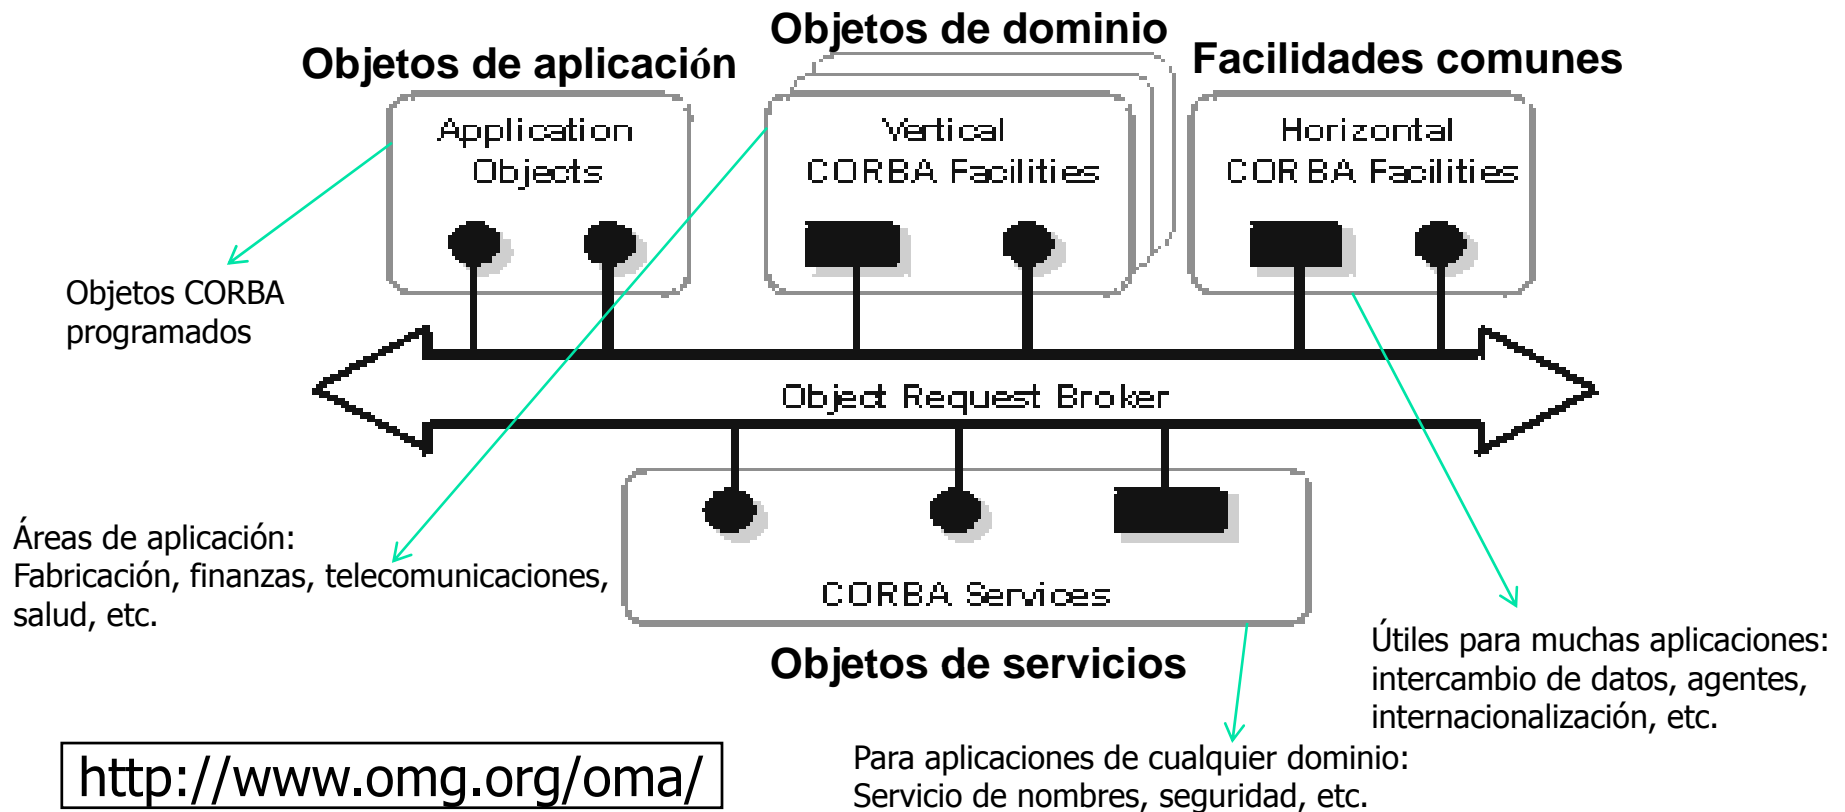 Objetos de dominio
Objetos de aplicación
Facilidades comunes
Application
Objects
Vertical
CORBA Facilities
Horizontal
CORBA Facilities
Objetos CORBA
programados
Object Request Broker
Áreas de aplicación:
Fabricación, finanzas, telecomunicaciones,
salud, etc.
CORBA Services
Objetos de servicios
Útiles para muchas aplicaciones:
intercambio de datos, agentes,
internacionalización, etc.
http://www.omg.org/oma/
Para aplicaciones de cualquier dominio:
Servicio de nombres, seguridad, etc.